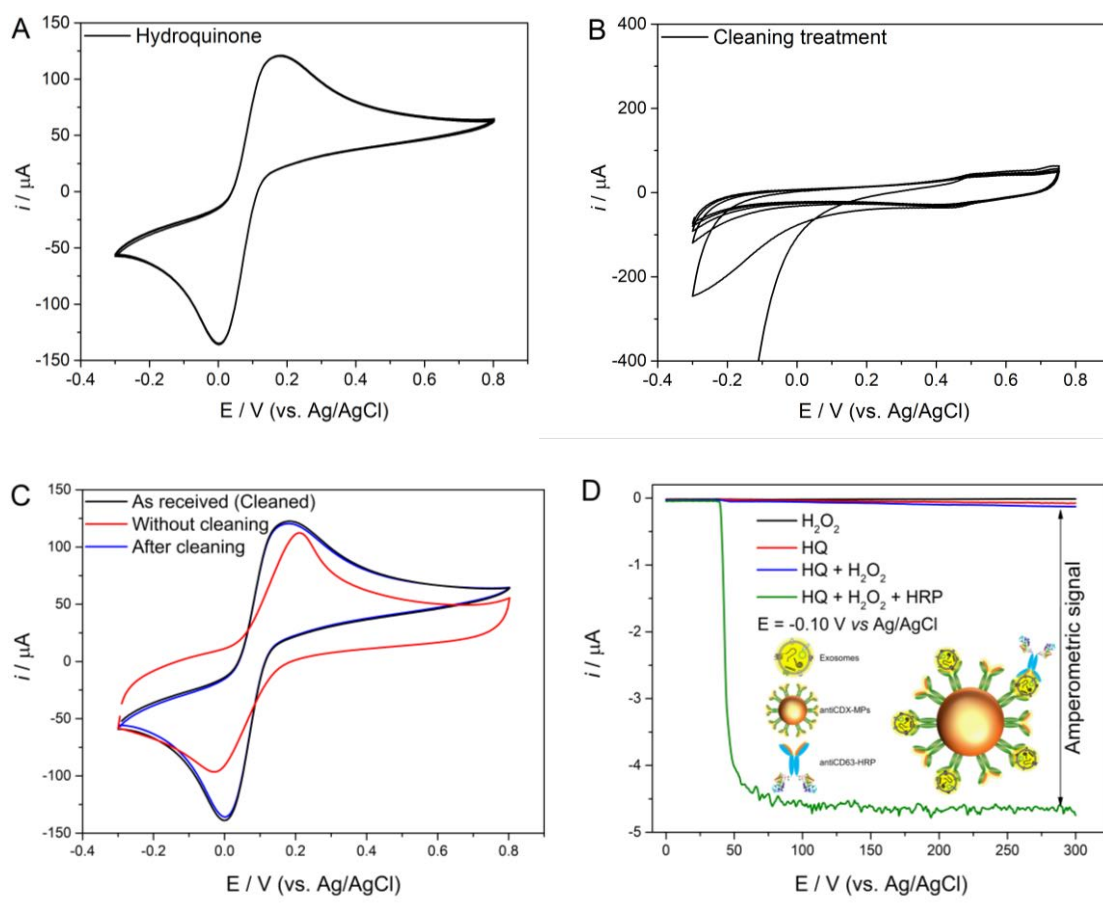 A
Hydroquinone
150
100
50
0
-50
-100
-150
i / µA
-0.4 -0.2 0.0 0.2 0.4 0.6 0.8
E / V (vs. Ag/AgCl)
B
Cleaning treatment
400
200
0
-200
-400
i / µA
-0.4 -0.2 0.0 0.2 0.4 0.6 0.8
E / V (vs. Ag/AgCl)
C
As received (Cleaned)
Without cleaning
After cleaning
150
100
50
0
-50
-100
-150
i / µA
-0.4 -0.2 0.0 0.2 0.4 0.6 0.8
E / V (vs. Ag/AgCl)
D
H₂O₂
HQ
HQ + H₂O₂
HQ + H₂O₂ + HRP
E = -0.10 V vs Ag/AgCl
Exosomes
antiCDX-MPs
antiCD63-HRP
Amperometric signal
0
-1
-2
-3
-4
-5
i / µA
0 50 100 150 200 250 300
E / V (vs. Ag/AgCl)